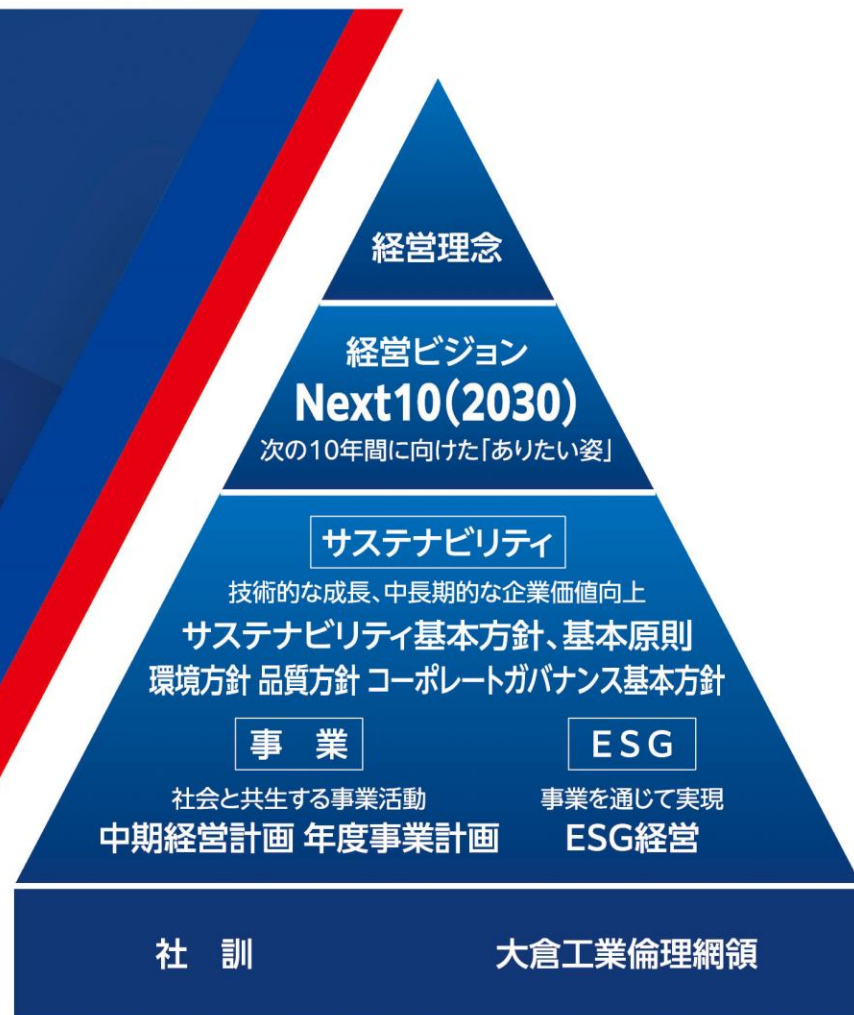 経営理念
経営ビジョン
Next10(2030)
次の10年間に向けた「ありたい姿」
サステナビリティ
技術的な成長、中長期的な企業価値向上
サステナビリティ基本方針、基本原則
環境方針 品質方針 コーポレートガバナンス基本方針
事 業
社会と共生する事業活動
中期経営計画 年度事業計画
ESG
事業を通じて実現
ESG経営
社 訓
大倉工業倫理綱領